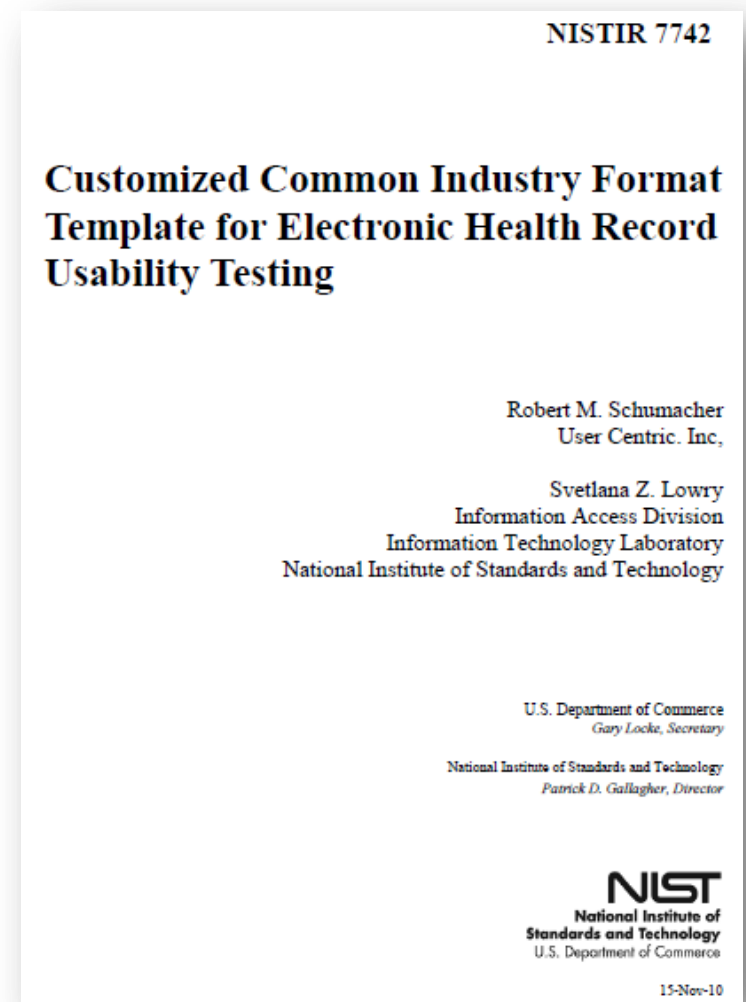 NISTIR 7742
Customized Common Industry Format
Template for Electronic Health Record
Usability Testing
Robert M. Schumacher
User Centric. Inc,
Svetlana Z. Lowry
Information Access Division
Information Technology Laboratory
National Institute of Standards and Technology
U.S. Department of Commerce
Gary Locke, Secretary
National Institute of Standards and Technology
Patrick D. Gallagher, Director
NIST
National Institute of
Standards and Technology
U.S. Department of Commerce
15-Nov-10